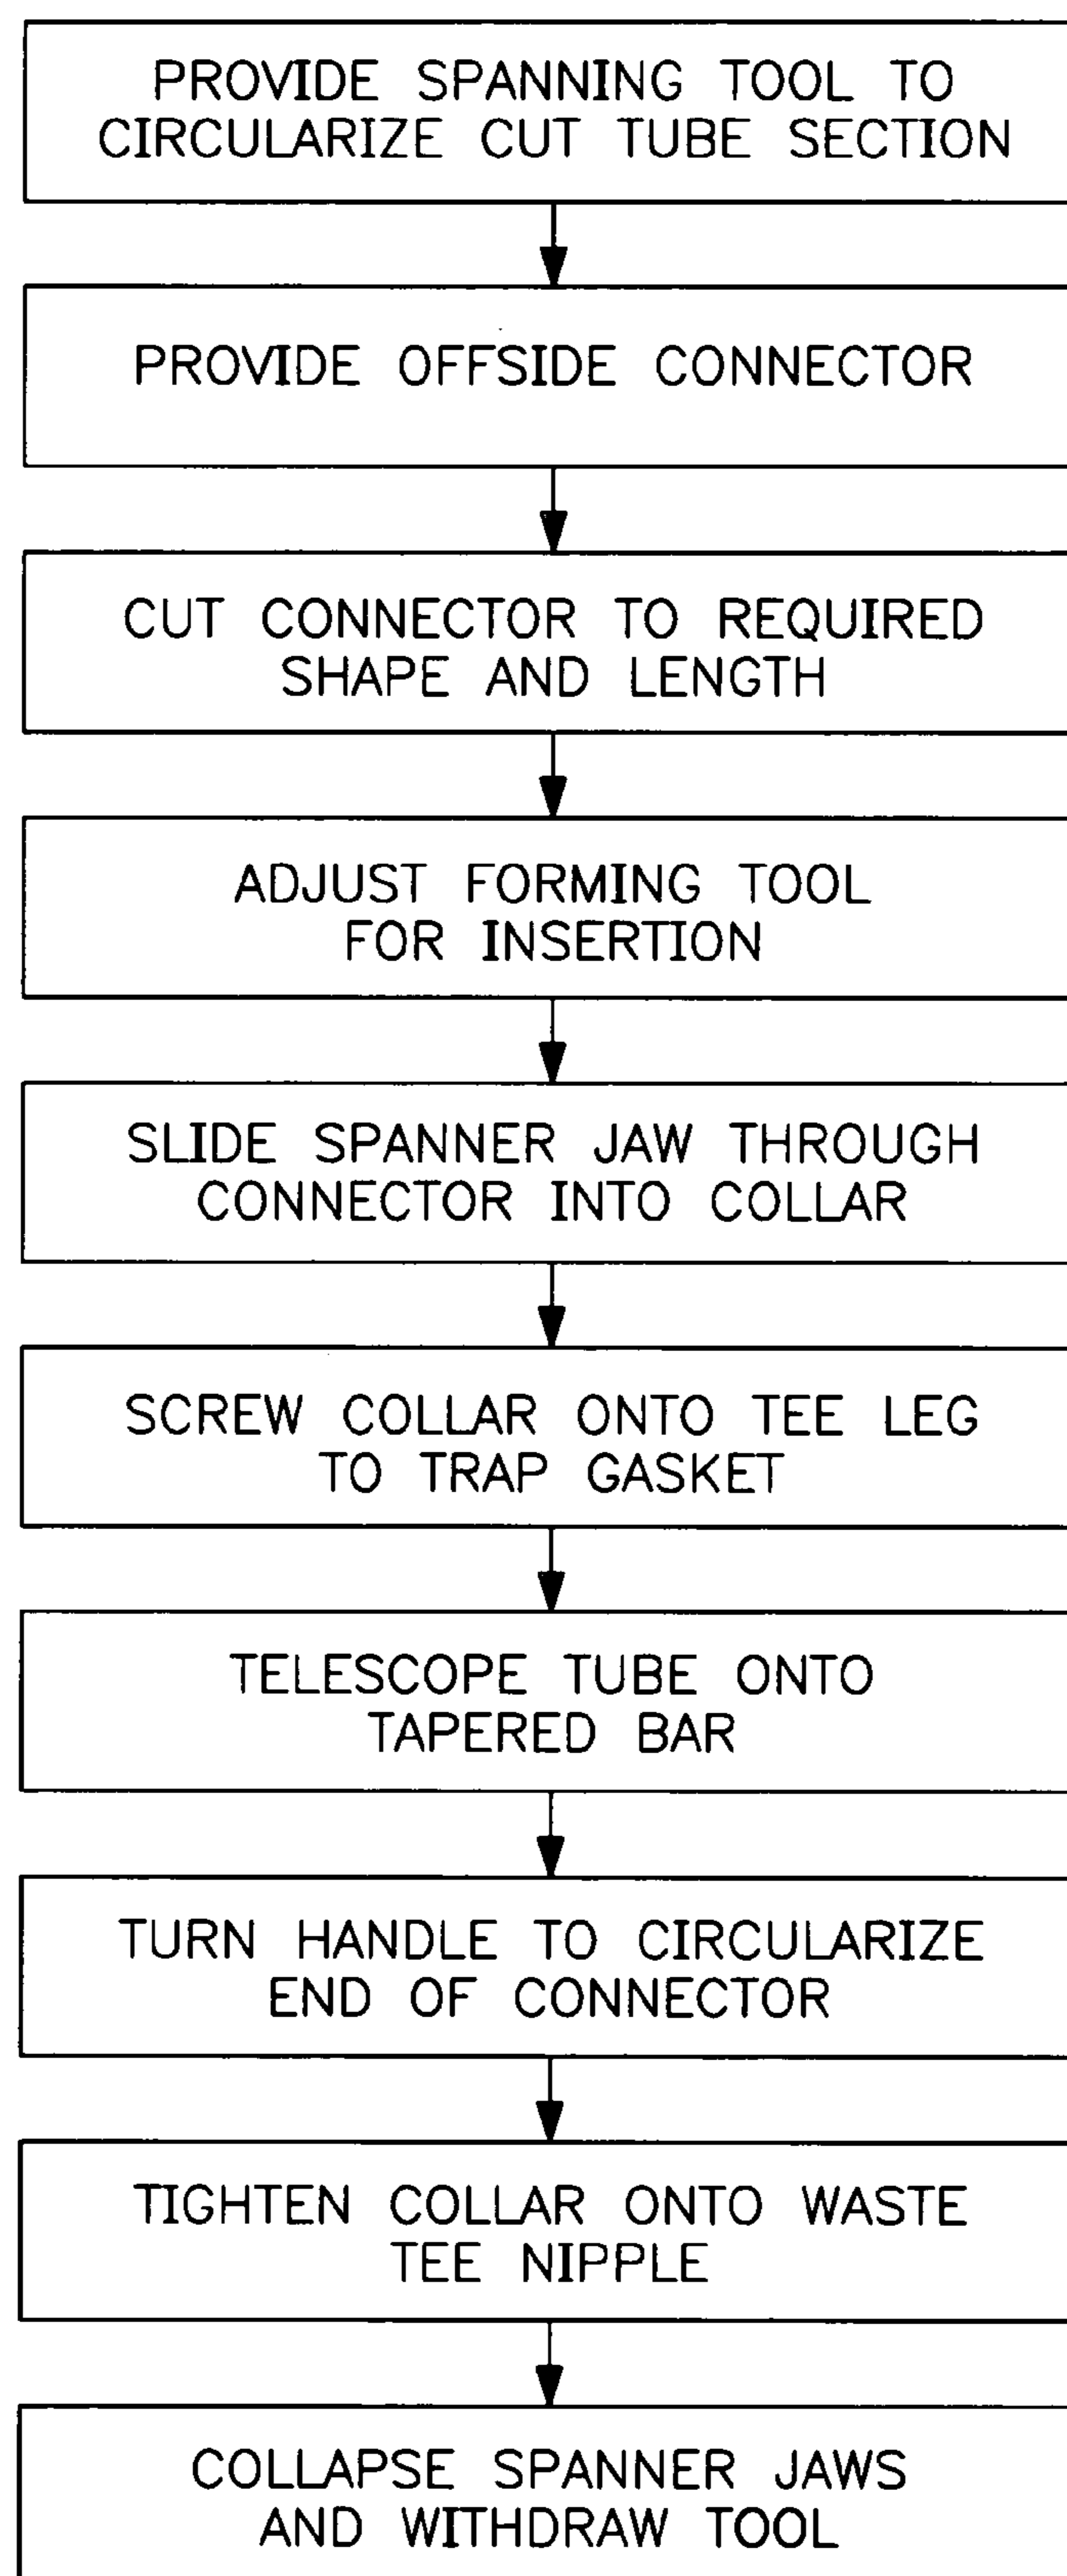 PROVIDE SPANNING TOOL TO
CIRCULARIZE CUT TUBE SECTION
PROVIDE OFFSIDE CONNECTOR
CUT CONNECTOR TO REQUIRED
SHAPE AND LENGTH
ADJUST FORMING TOOL
FOR INSERTION
SLIDE SPANNER JAW THROUGH
CONNECTOR INTO COLLAR
SCREW COLLAR ONTO TEE LEG
TO TRAP GASKET
TELESCOPE TUBE ONTO
TAPERED BAR
TURN HANDLE TO CIRCULARIZE
END OF CONNECTOR
TIGHTEN COLLAR ONTO WASTE
TEE NIPPLE
COLLAPSE SPANNER JAWS
AND WITHDRAW TOOL